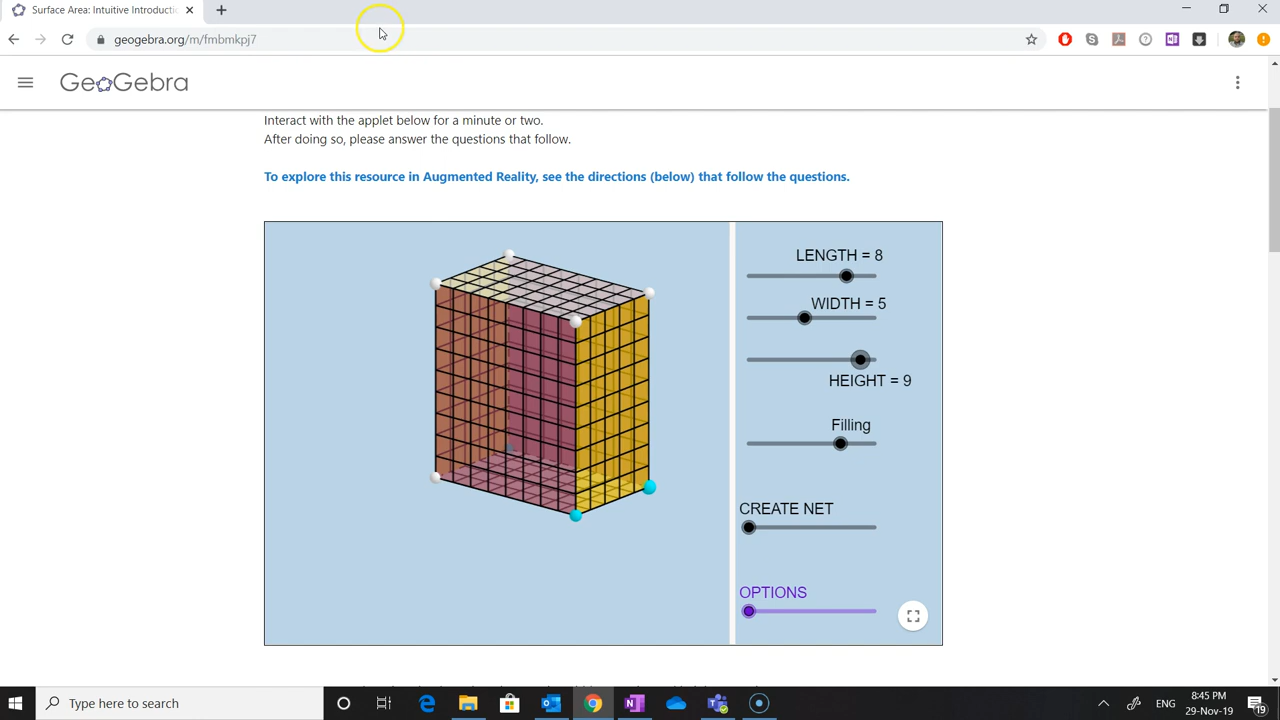 Surface Area: Intuitive Introducti
geogebra.org/m/fmbmkpj7
GeoGebra
Interact with the applet below for a minute or two.
After doing so, please answer the questions that follow.
To explore this resource in Augmented Reality, see the directions (below) that follow the questions.
LENGTH = 8
WIDTH = 5
HEIGHT = 9
Filling
CREATE NET
OPTIONS
Type here to search
ENG
8:45 PM
29-Nov-19
19